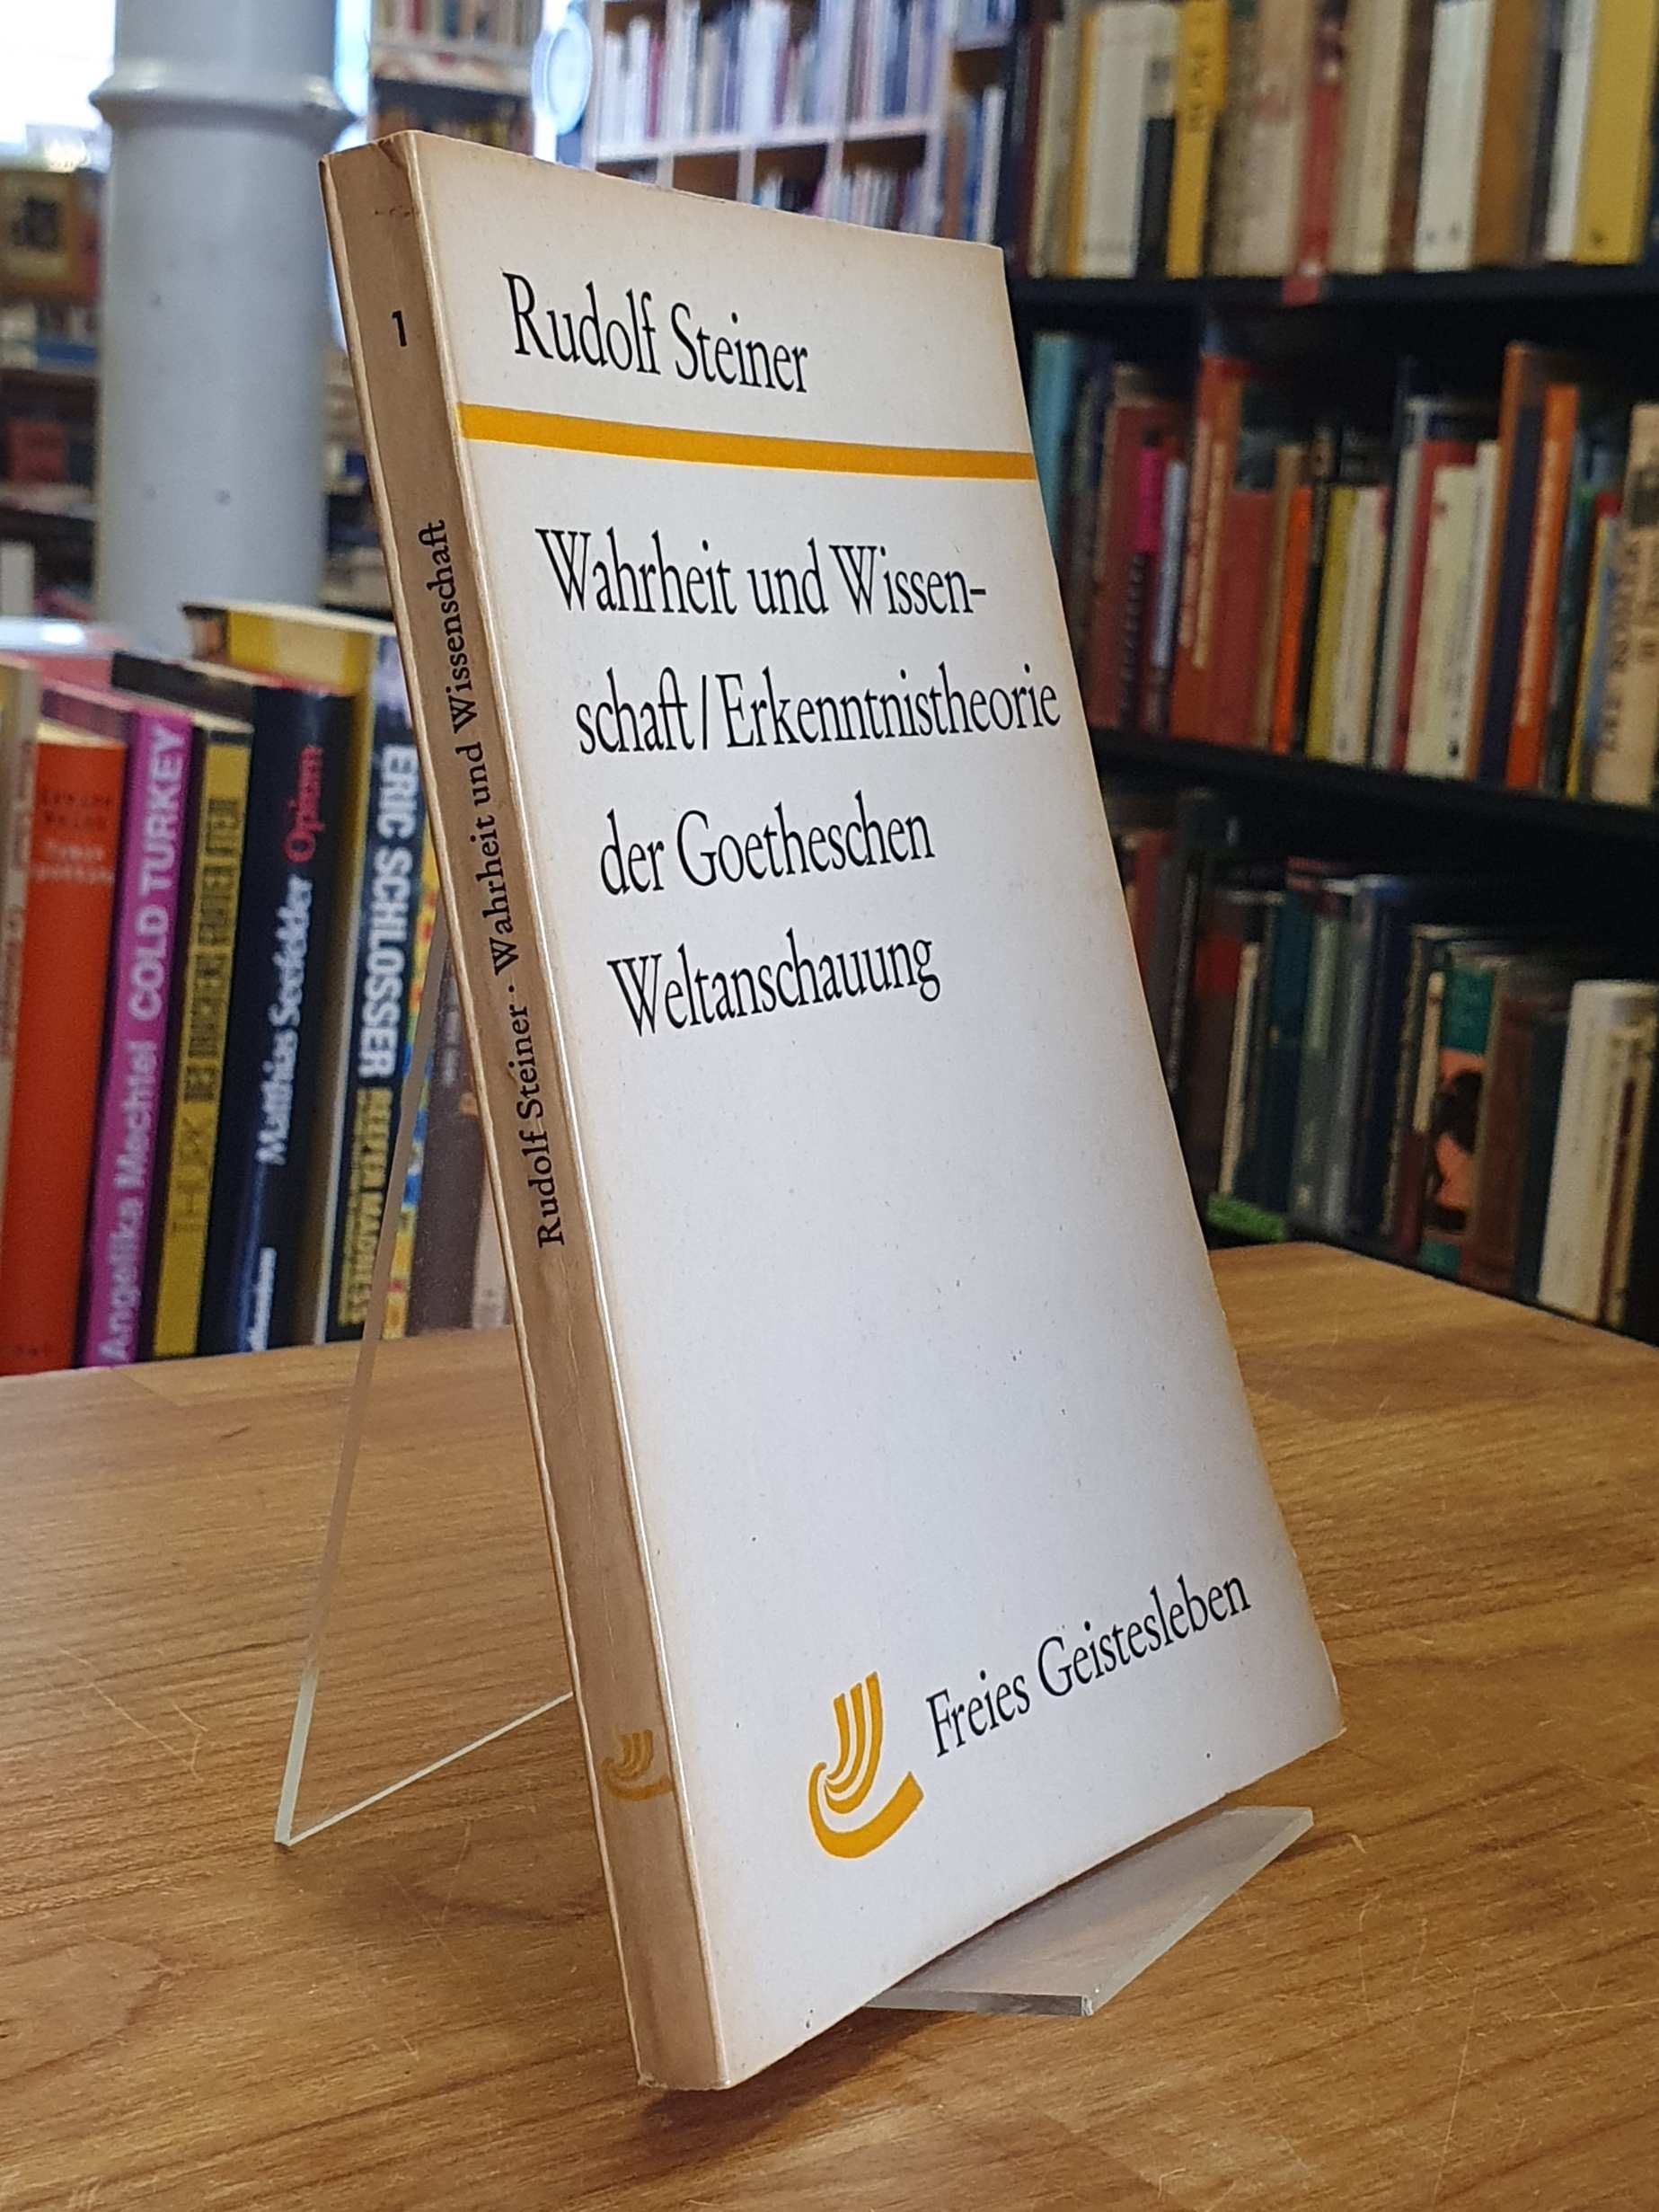 Rudolf Steiner
Wahrheit und Wissen-
schaft / Erkenntnistheorie
der Goetheschen
Weltanschauung
Freies Geistesleben
1
Rudolf Steiner · Wahrheit und Wissenschaft
Angelika Mechtel COLD TURKEY
Matthias Seefelder Opium
ERIC SCHLOSSER